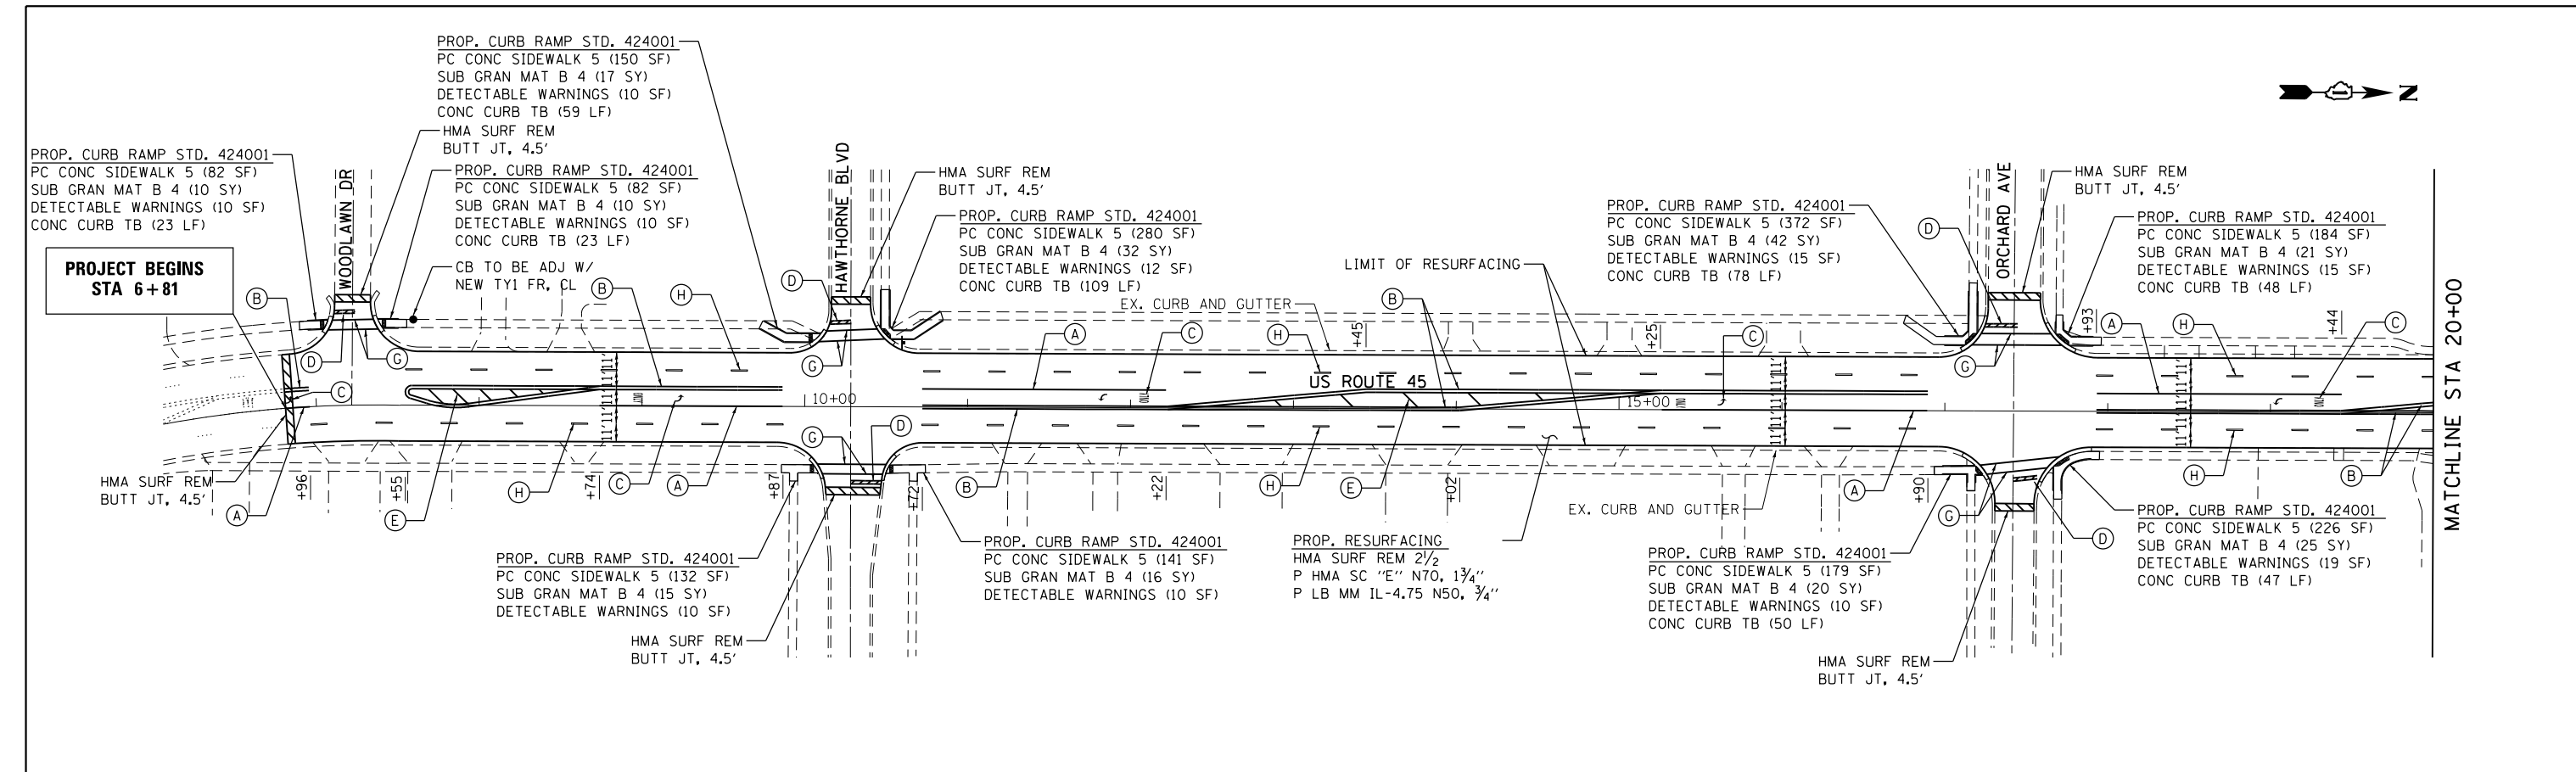 PROP. CURB RAMP STD. 424001
PC CONC SIDEWALK 5 (150 SF)
SUB GRAN MAT B 4 (17 SY)
DETECTABLE WARNINGS (10 SF)
CONC CURB TB (59 LF)
HMA SURF REM
BUTT JT, 4.5'
PROP. CURB RAMP STD. 424001
PC CONC SIDEWALK 5 (82 SF)
SUB GRAN MAT B 4 (10 SY)
DETECTABLE WARNINGS (10 SF)
CONC CURB TB (23 LF)
PROJECT BEGINS
STA 6+81
WOODLAWN DR
PROP. CURB RAMP STD. 424001
PC CONC SIDEWALK 5 (82 SF)
SUB GRAN MAT B 4 (10 SY)
DETECTABLE WARNINGS (10 SF)
CONC CURB TB (23 LF)
CB TO BE ADJ W/
NEW TY1 FR, CL
HAWTHORNE BLVD
HMA SURF REM
BUTT JT, 4.5'
PROP. CURB RAMP STD. 424001
PC CONC SIDEWALK 5 (280 SF)
SUB GRAN MAT B 4 (32 SY)
DETECTABLE WARNINGS (12 SF)
CONC CURB TB (109 LF)
EX. CURB AND GUTTER
LIMIT OF RESURFACING
PROP. CURB RAMP STD. 424001
PC CONC SIDEWALK 5 (372 SF)
SUB GRAN MAT B 4 (42 SY)
DETECTABLE WARNINGS (15 SF)
CONC CURB TB (78 LF)
ORCHARD AVE
HMA SURF REM
BUTT JT, 4.5'
PROP. CURB RAMP STD. 424001
PC CONC SIDEWALK 5 (184 SF)
SUB GRAN MAT B 4 (21 SY)
DETECTABLE WARNINGS (15 SF)
CONC CURB TB (48 LF)
N
MATCHLINE STA 20+00
B
D
G
C
B
H
D
G
A
C
H
B
+45
+25
C
D
G
+93
A
H
+44
C
11' 11' 11' 11'
10+00
US ROUTE 45
15+00
11' 11' 11' 11'
11' 11' 11' 11'
HMA SURF REM
BUTT JT, 4.5'
A
+96
+55
E
H
+74
C
A
+87
G
D
+72
B
+22
H
E
+02
EX. CURB AND GUTTER
A
+90
G
D
H
B
PROP. CURB RAMP STD. 424001
PC CONC SIDEWALK 5 (132 SF)
SUB GRAN MAT B 4 (15 SY)
DETECTABLE WARNINGS (10 SF)
HMA SURF REM
BUTT JT, 4.5'
PROP. CURB RAMP STD. 424001
PC CONC SIDEWALK 5 (141 SF)
SUB GRAN MAT B 4 (16 SY)
DETECTABLE WARNINGS (10 SF)
PROP. RESURFACING
HMA SURF REM 2½
P HMA SC "E" N70, 1¾"
P LB MM IL-4.75 N50, ¾"
PROP. CURB RAMP STD. 424001
PC CONC SIDEWALK 5 (179 SF)
SUB GRAN MAT B 4 (20 SY)
DETECTABLE WARNINGS (10 SF)
CONC CURB TB (50 LF)
HMA SURF REM
BUTT JT, 4.5'
PROP. CURB RAMP STD. 424001
PC CONC SIDEWALK 5 (226 SF)
SUB GRAN MAT B 4 (25 SY)
DETECTABLE WARNINGS (19 SF)
CONC CURB TB (47 LF)